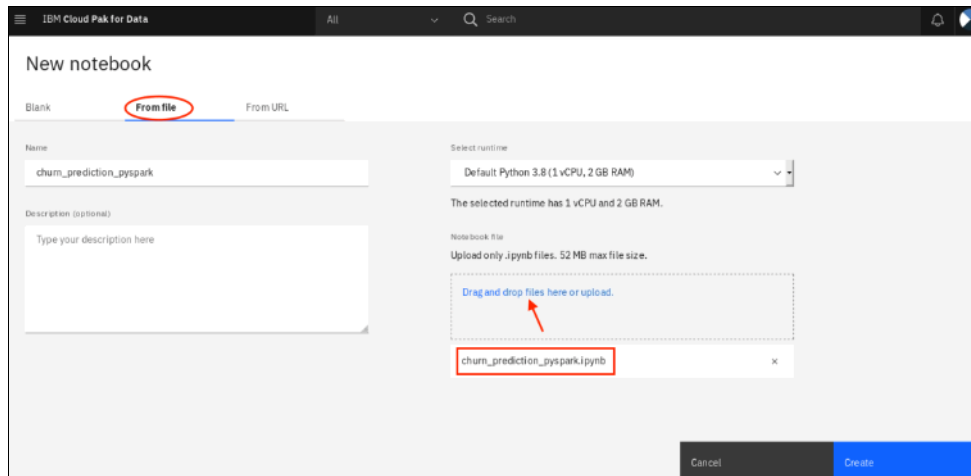 IBM Cloud Pak for Data
All
Search
New notebook
Blank
From file
From URL
Name
churn_prediction_pyspark
Description (optional)
Type your description here
Select runtime
Default Python 3.8 (1 vCPU, 2 GB RAM)
The selected runtime has 1 vCPU and 2 GB RAM.
Notebook file
Upload only .ipynb files. 52 MB max file size.
Drag and drop files here or upload.
churn_prediction_pyspark.ipynb
Cancel
Create